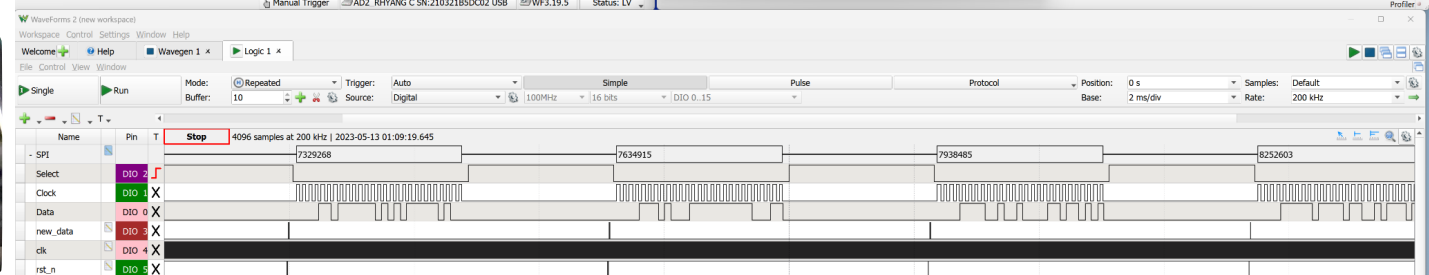 Manual Trigger AD2_RHYANG C SN:210321B5DC02 USB WF3.19.5 Status: LV Profiler
WaveForms 2 (new workspace)
Workspace Control Settings Window Help
Welcome Help Wavegen 1 Logic 1
File Control View Window
Single Run Mode: Repeated Trigger: Auto Simple Pulse Protocol Position: 0 s Samples: Default
Buffer: 10 Source: Digital 100MHz 16 bits DIO 0..15 Base: 2 ms/div Rate: 200 kHz
T
Name Pin T Stop 4096 samples at 200 kHz | 2023-05-13 01:09:19.645
- SPI 7329268 7634915 7938485 8252603
Select DIO 2
Clock DIO 1 X
Data DIO 0 X
new_data DIO 3 X
clk DIO 4 X
rst_n DIO 5 X